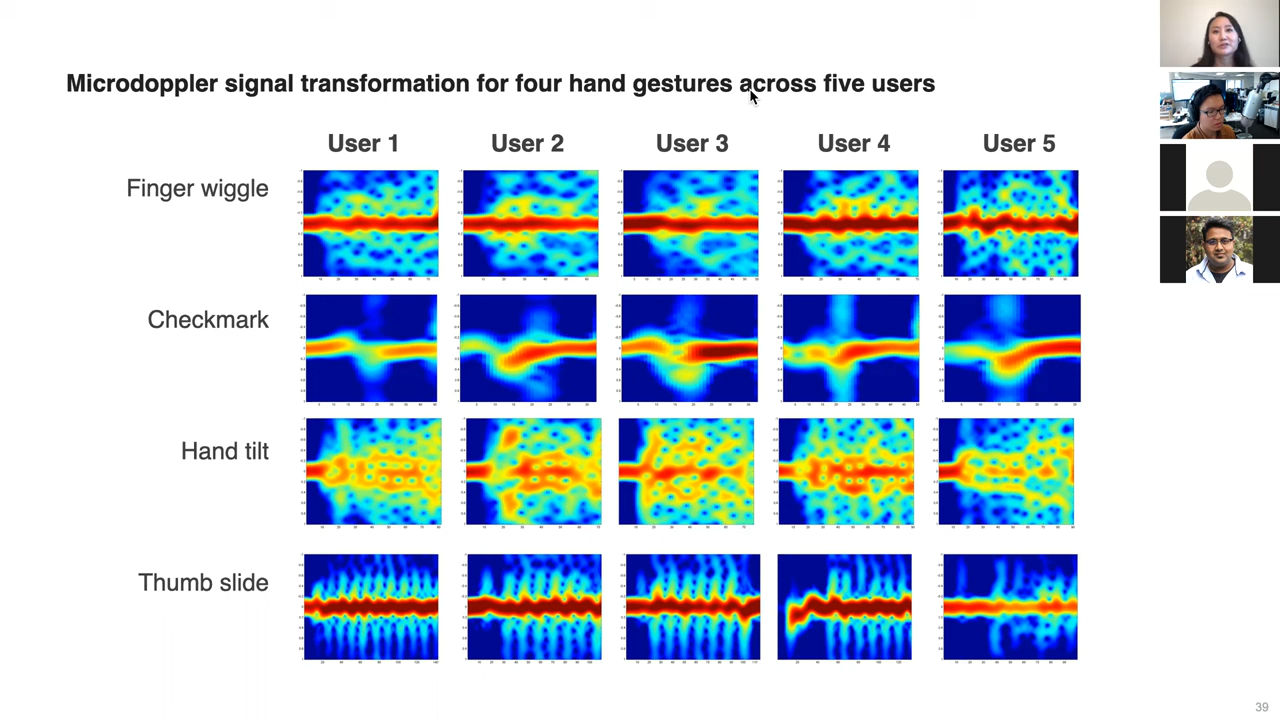 Microdoppler signal transformation for four hand gestures across five users
User 1 User 2 User 3 User 4 User 5
Finger wiggle
Checkmark
Hand tilt
Thumb slide
39